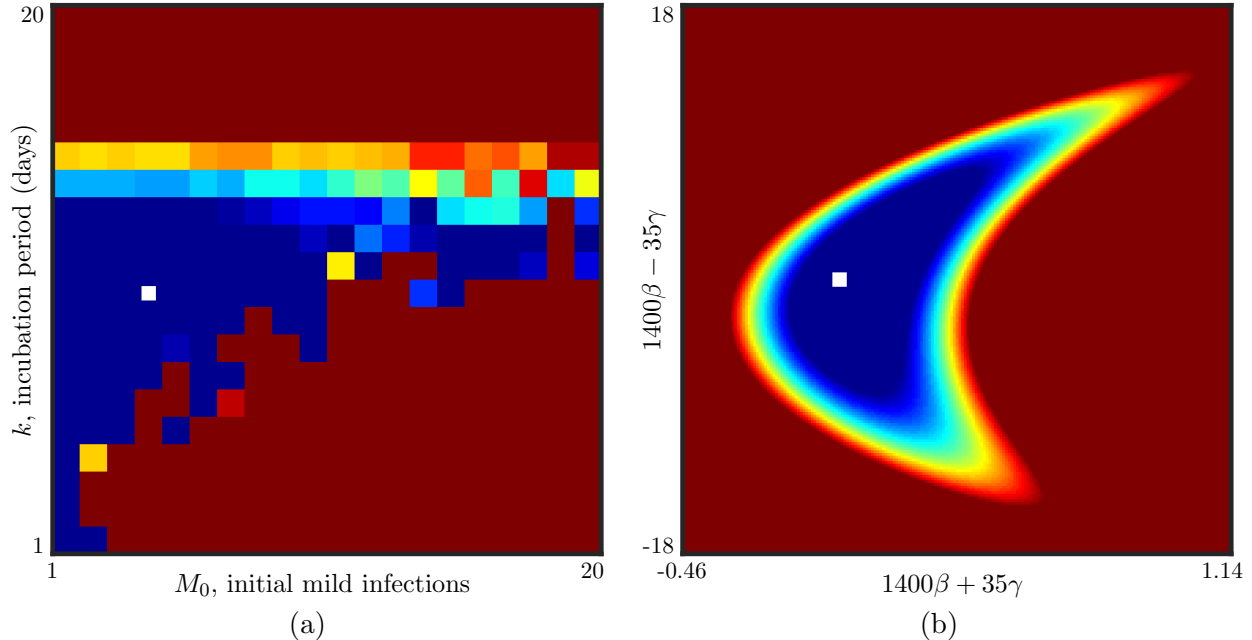 20
k, incubation period (days)
1
1
M₀, initial mild infections
20
(a)
18
1400β − 35γ
-18
-0.46
1400β + 35γ
1.14
(b)